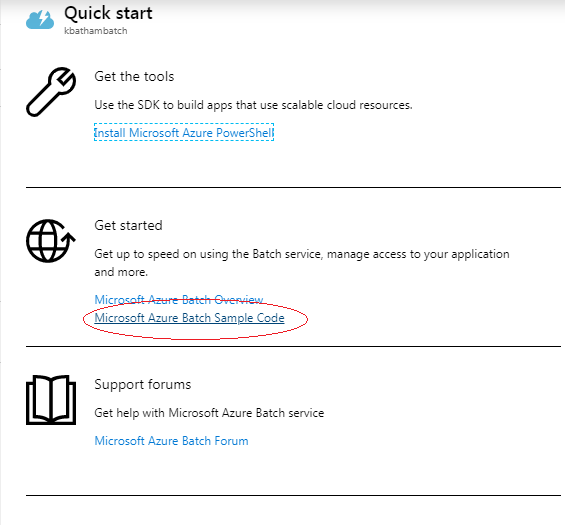 Quick start
kbathambatch
Get the tools
Use the SDK to build apps that use scalable cloud resources.
Install Microsoft Azure PowerShell
Get started
Get up to speed on using the Batch service, manage access to your application
and more.
Microsoft Azure Batch Overview
Microsoft Azure Batch Sample Code
Support forums
Get help with Microsoft Azure Batch service
Microsoft Azure Batch Forum